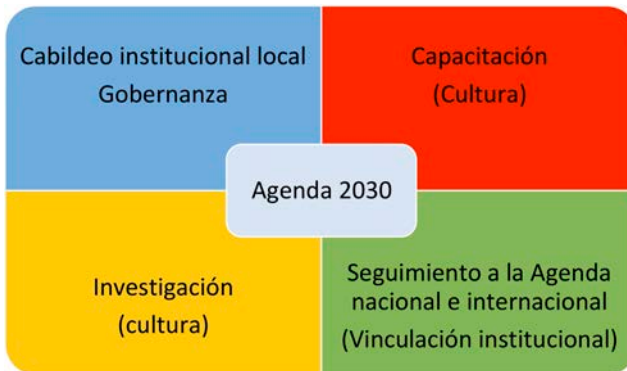 Cabildeo institucional local
Gobernanza
Capacitación
(Cultura)
Agenda 2030
Investigación
(cultura)
Seguimiento a la Agenda
nacional e internacional
(Vinculación institucional)